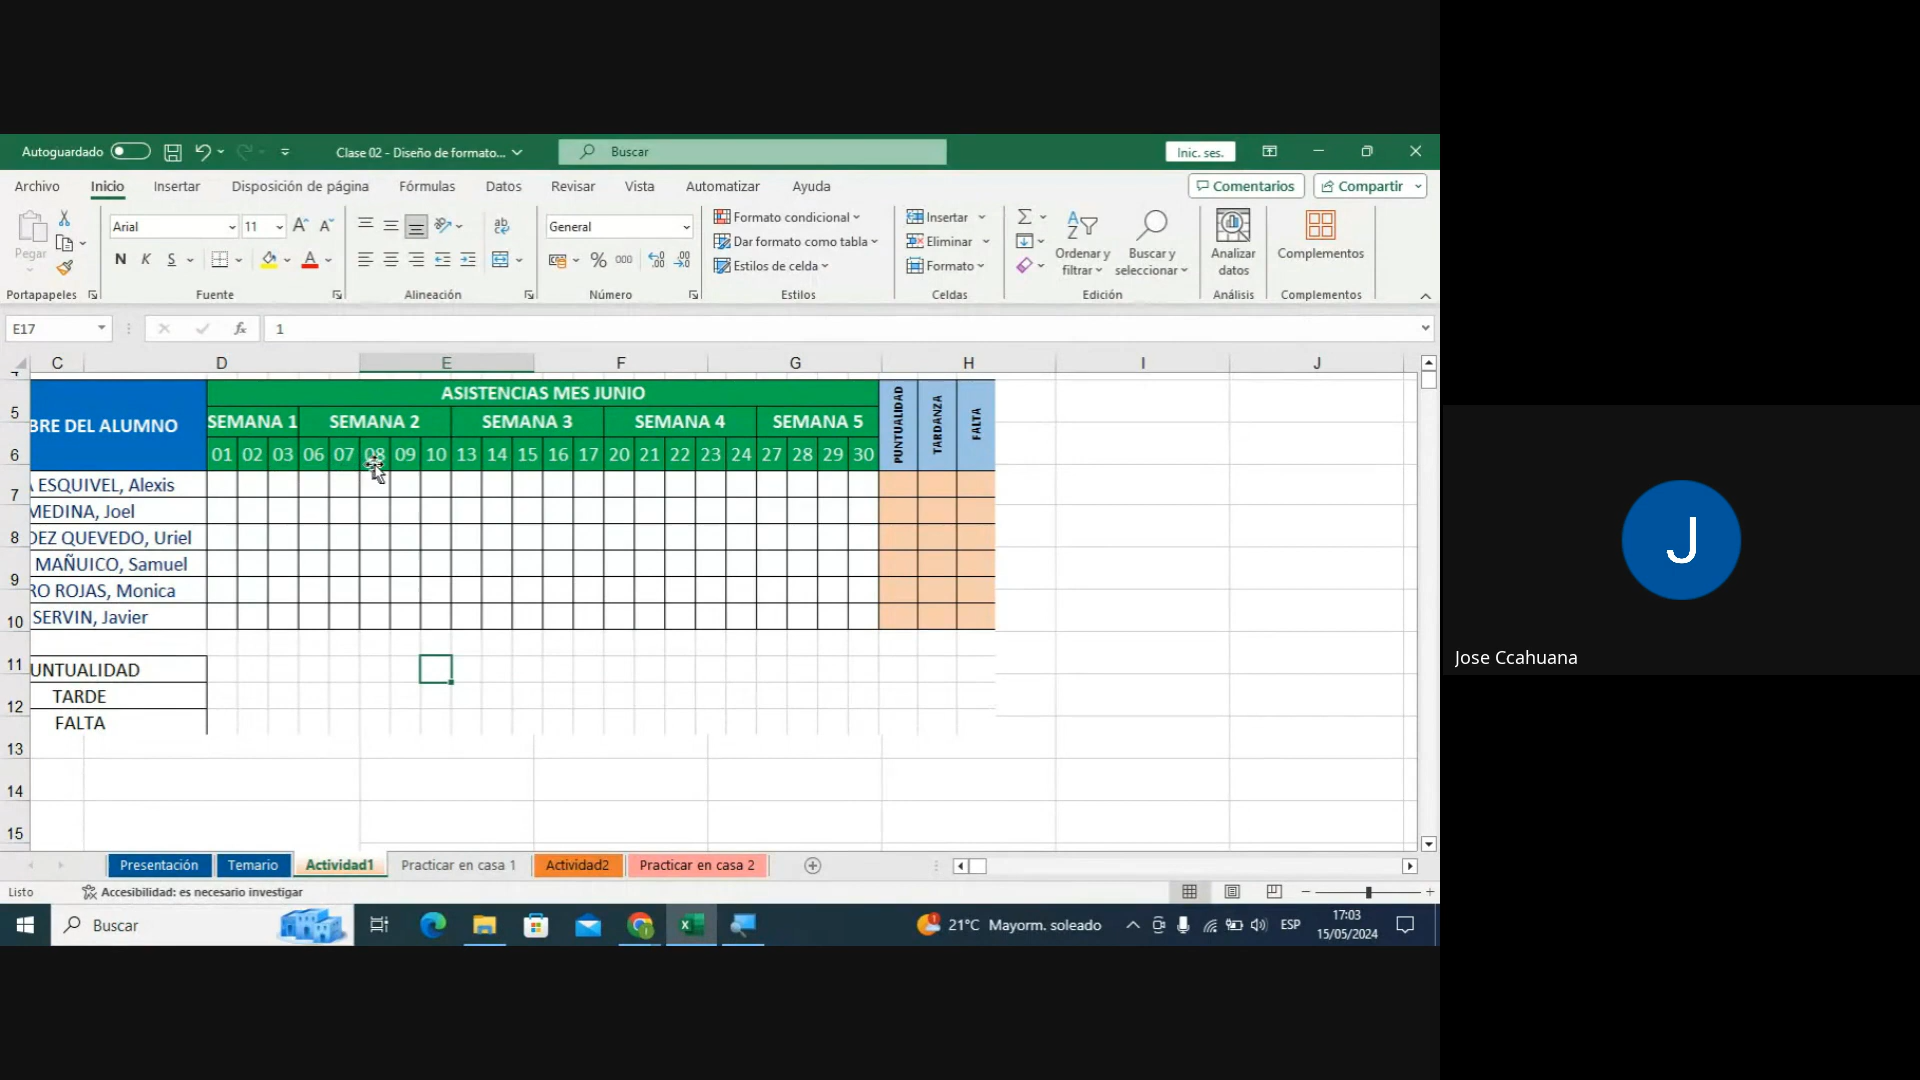 Autoguardado
Clase 02 - Diseño de formato...
Buscar
Inic. ses.
Archivo Inicio Insertar Disposición de página Fórmulas Datos Revisar Vista Automatizar Ayuda
Comentarios Compartir
Pegar
Portapapeles
Arial 11
N K S
Fuente
Alineación
General
% 000
Número
Formato condicional
Dar formato como tabla
Estilos de celda
Estilos
Insertar
Eliminar
Formato
Celdas
Ordenar y filtrar
Buscar y seleccionar
Edición
Analizar datos
Análisis
Complementos
Complementos
E17 fx 1
C D E F G H I J
ASISTENCIAS MES JUNIO
5 BRE DEL ALUMNO SEMANA 1 SEMANA 2 SEMANA 3 SEMANA 4 SEMANA 5 PUNTUALIDAD TARDANZA FALTA
6 01 02 03 06 07 08 09 10 13 14 15 16 17 20 21 22 23 24 27 28 29 30
7 A ESQUIVEL, Alexis
MEDINA, Joel
8 DEZ QUEVEDO, Uriel
MAÑUICO, Samuel
9 RO ROJAS, Monica
10 SERVIN, Javier
11 UNTUALIDAD
12 TARDE
FALTA
13
14
15
Presentación Temario Actividad1 Practicar en casa 1 Actividad2 Practicar en casa 2
Listo Accesibilidad: es necesario investigar
Buscar
21°C Mayorm. soleado
ESP
17:03
15/05/2024
J
Jose Ccahuana